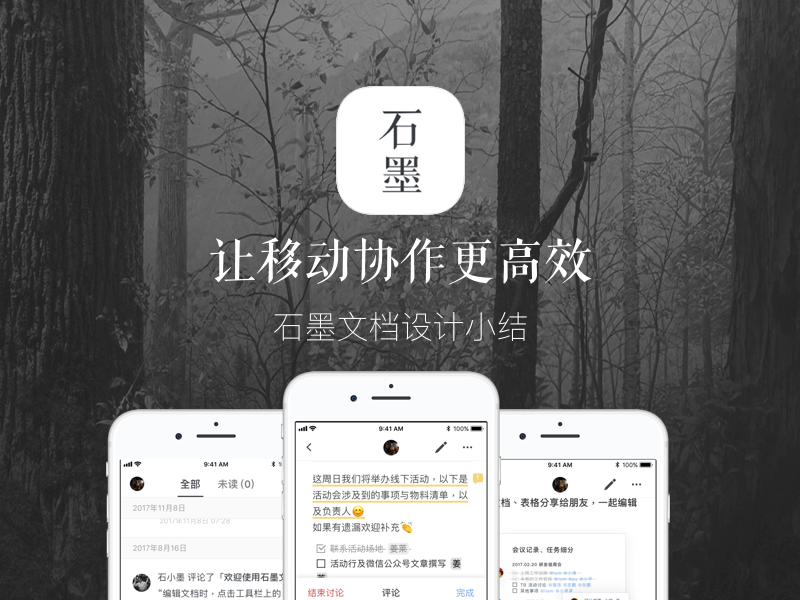 石
墨
让移动协作更高效
石墨文档设计小结
9:41 AM
全部
未读 (0)
2017年11月8日
2017年11月8日 07:28
2017年8月16日
石小墨 评论了「欢迎使用石墨文
“编辑文档时，点击工具栏上的
9:41 AM
100%
这周日我们将举办线下活动，以下是
活动会涉及到的事项与物料清单，以
及负责人😊
如果有遗漏欢迎补充👏
联系活动场地 姜菜
活动行及微信公众号文章撰写 姜
结束讨论
评论
完成
9:41 AM
100%
档、表格分享给朋友，一起编辑
会议记录、任务细分